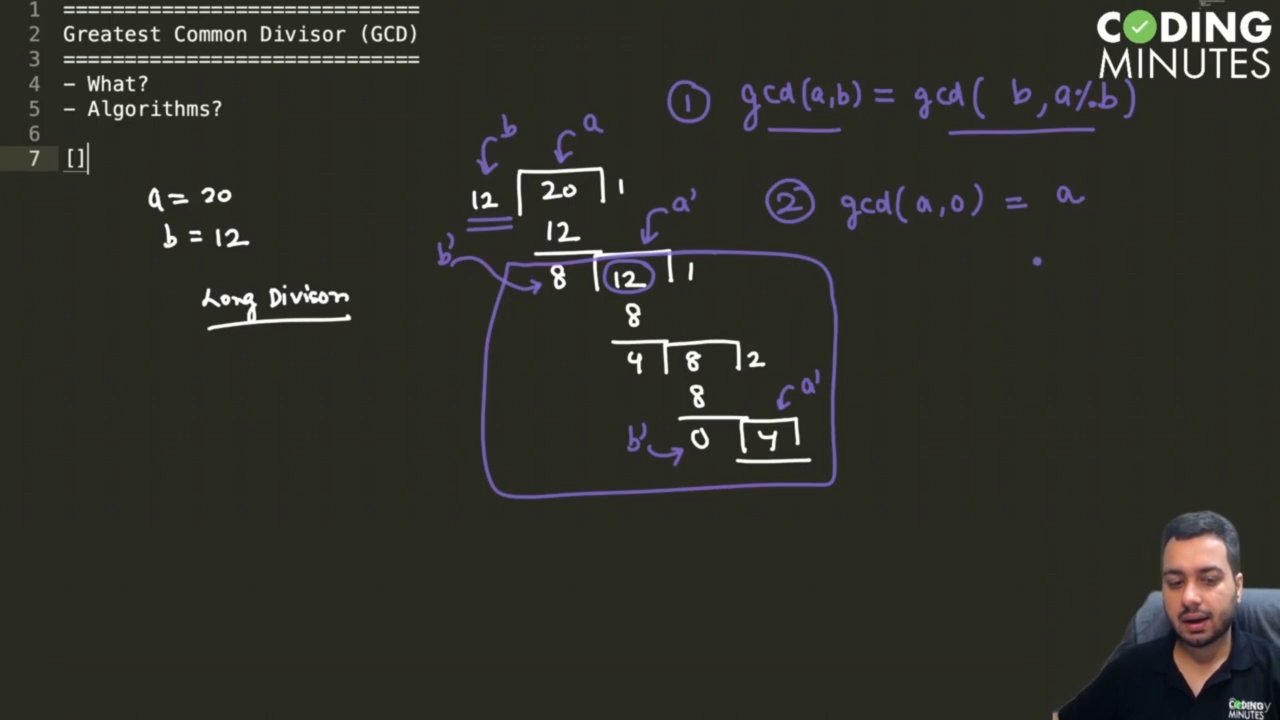 1 =============================
2 Greatest Common Divisor (GCD)
3 =============================
4 - What?
5 - Algorithms?
6
7 []
CODING
MINUTES
① gcd(a,b) = gcd( b, a%b)
② gcd(a,0) = a
a = 20
b = 12
Long Divison
b a
12 20 1
12 a'
b' 8 12 1
8
4 8 2
8 a'
b' 0 4
CODING
MINUTES